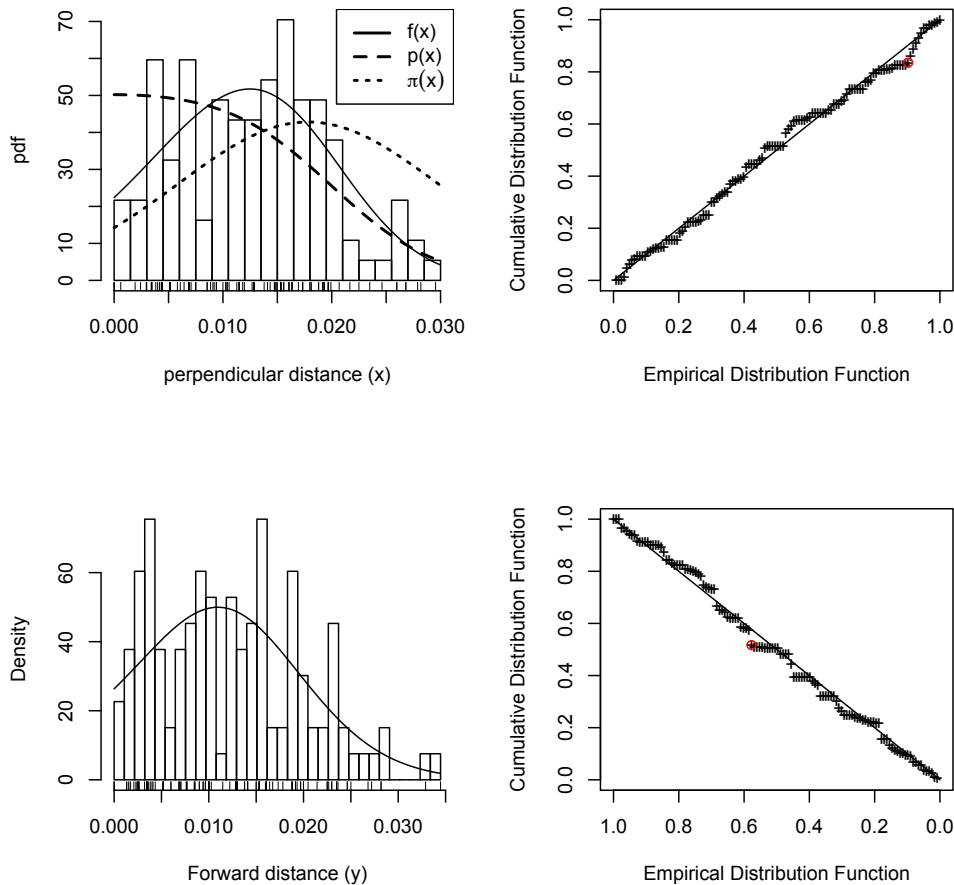 pdf
0 10 30 50 70
f(x)
p(x)
π(x)
0.000 0.010 0.020 0.030
perpendicular distance (x)
Cumulative Distribution Function
0.0 0.2 0.4 0.6 0.8 1.0
0.0 0.2 0.4 0.6 0.8 1.0
Empirical Distribution Function
Density
0 20 40 60
0.000 0.010 0.020 0.030
Forward distance (y)
Cumulative Distribution Function
0.0 0.2 0.4 0.6 0.8 1.0
1.0 0.8 0.6 0.4 0.2 0.0
Empirical Distribution Function